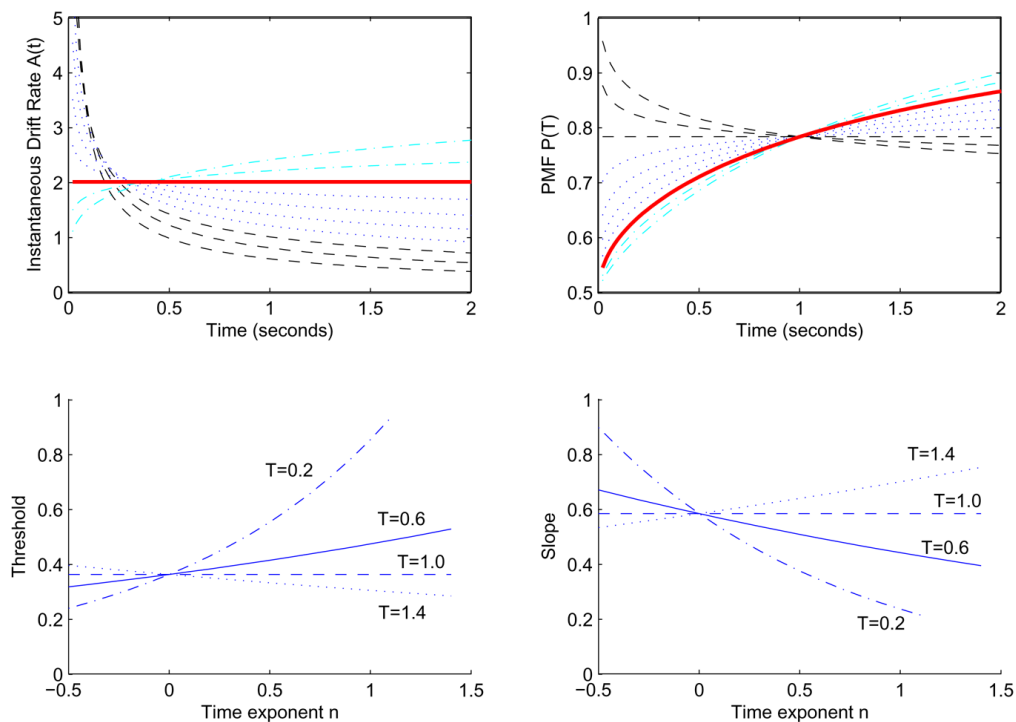 5
4
3
2
1
0
0
0.5
1
1.5
2
Instantaneous Drift Rate A(t)
Time (seconds)
1
0.9
0.8
0.7
0.6
0.5
0
0.5
1
1.5
2
PMF P(T)
Time (seconds)
1
0.8
0.6
0.4
0.2
0
−0.5
0
0.5
1
1.5
Threshold
Time exponent n
T=0.2
T=0.6
T=1.0
T=1.4
1
0.8
0.6
0.4
0.2
0
−0.5
0
0.5
1
1.5
Slope
Time exponent n
T=1.4
T=1.0
T=0.6
T=0.2